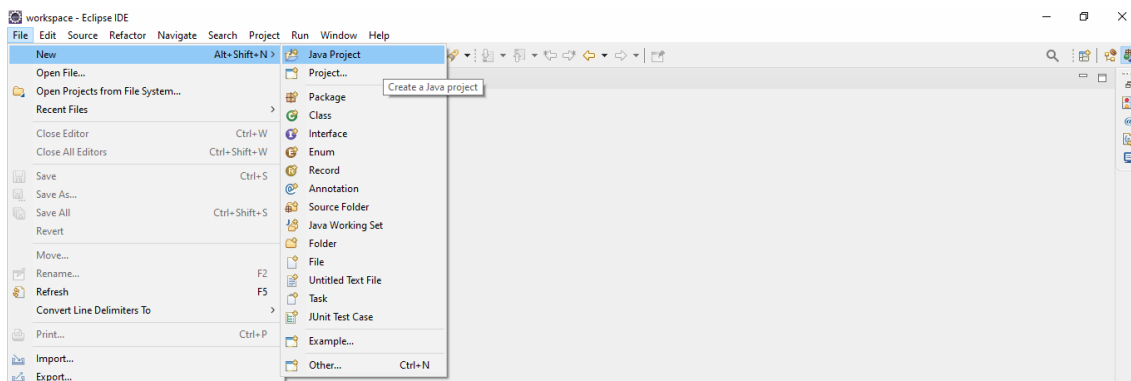 workspace - Eclipse IDE
File Edit Source Refactor Navigate Search Project Run Window Help
New Alt+Shift+N >
Open File...
Open Projects from File System...
Recent Files >
Close Editor Ctrl+W
Close All Editors Ctrl+Shift+W
Save Ctrl+S
Save As...
Save All Ctrl+Shift+S
Revert
Move...
Rename... F2
Refresh F5
Convert Line Delimiters To >
Print... Ctrl+P
Import...
Export...
Java Project
Project...
Create a Java project
Package
Class
Interface
Enum
Record
Annotation
Source Folder
Java Working Set
Folder
File
Untitled Text File
Task
JUnit Test Case
Example...
Other... Ctrl+N